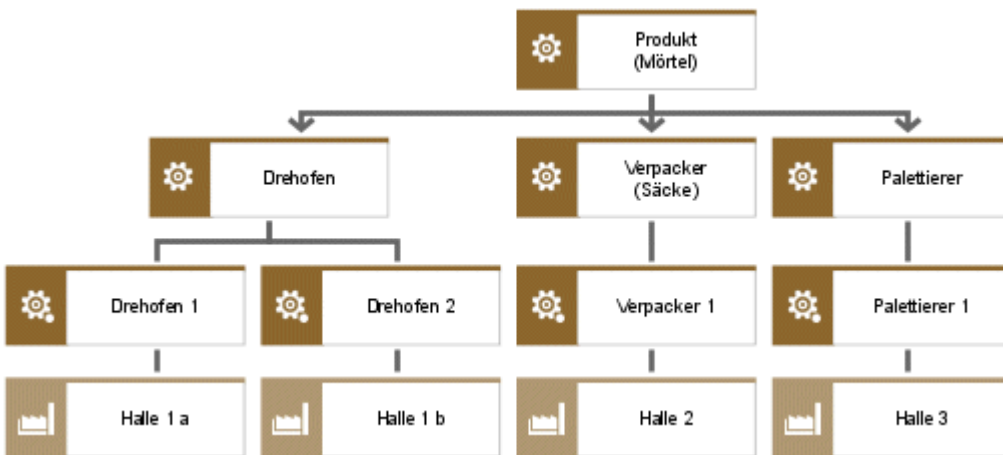 Produkt
(Mörtel)
Drehofen
Verpacker
(Säcke)
Palettierer
Drehofen 1
Drehofen 2
Verpacker 1
Palettierer 1
Halle 1 a
Halle 1 b
Halle 2
Halle 3